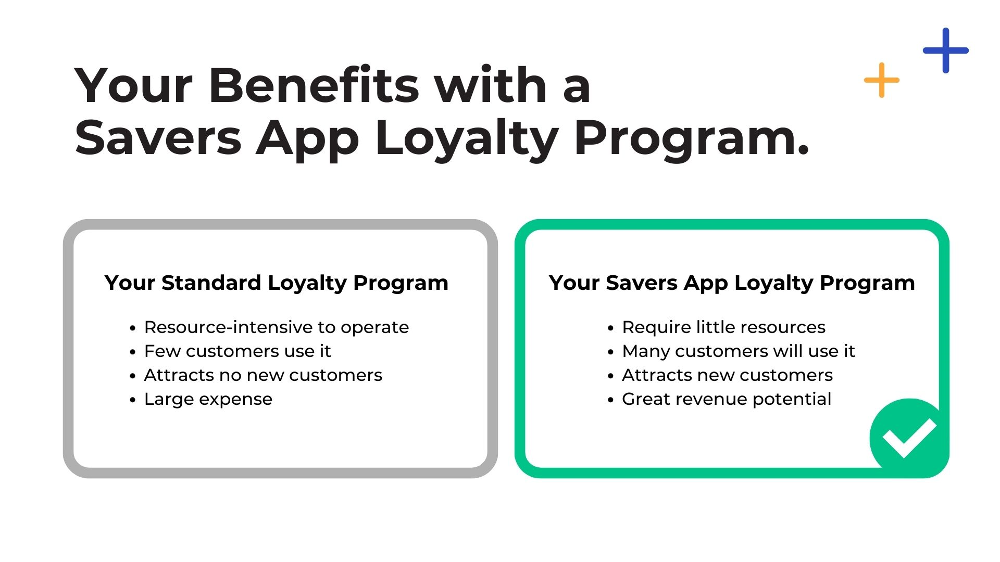 Your Benefits with a
Savers App Loyalty Program.
Your Standard Loyalty Program
• Resource-intensive to operate
• Few customers use it
• Attracts no new customers
• Large expense
Your Savers App Loyalty Program
• Require little resources
• Many customers will use it
• Attracts new customers
• Great revenue potential